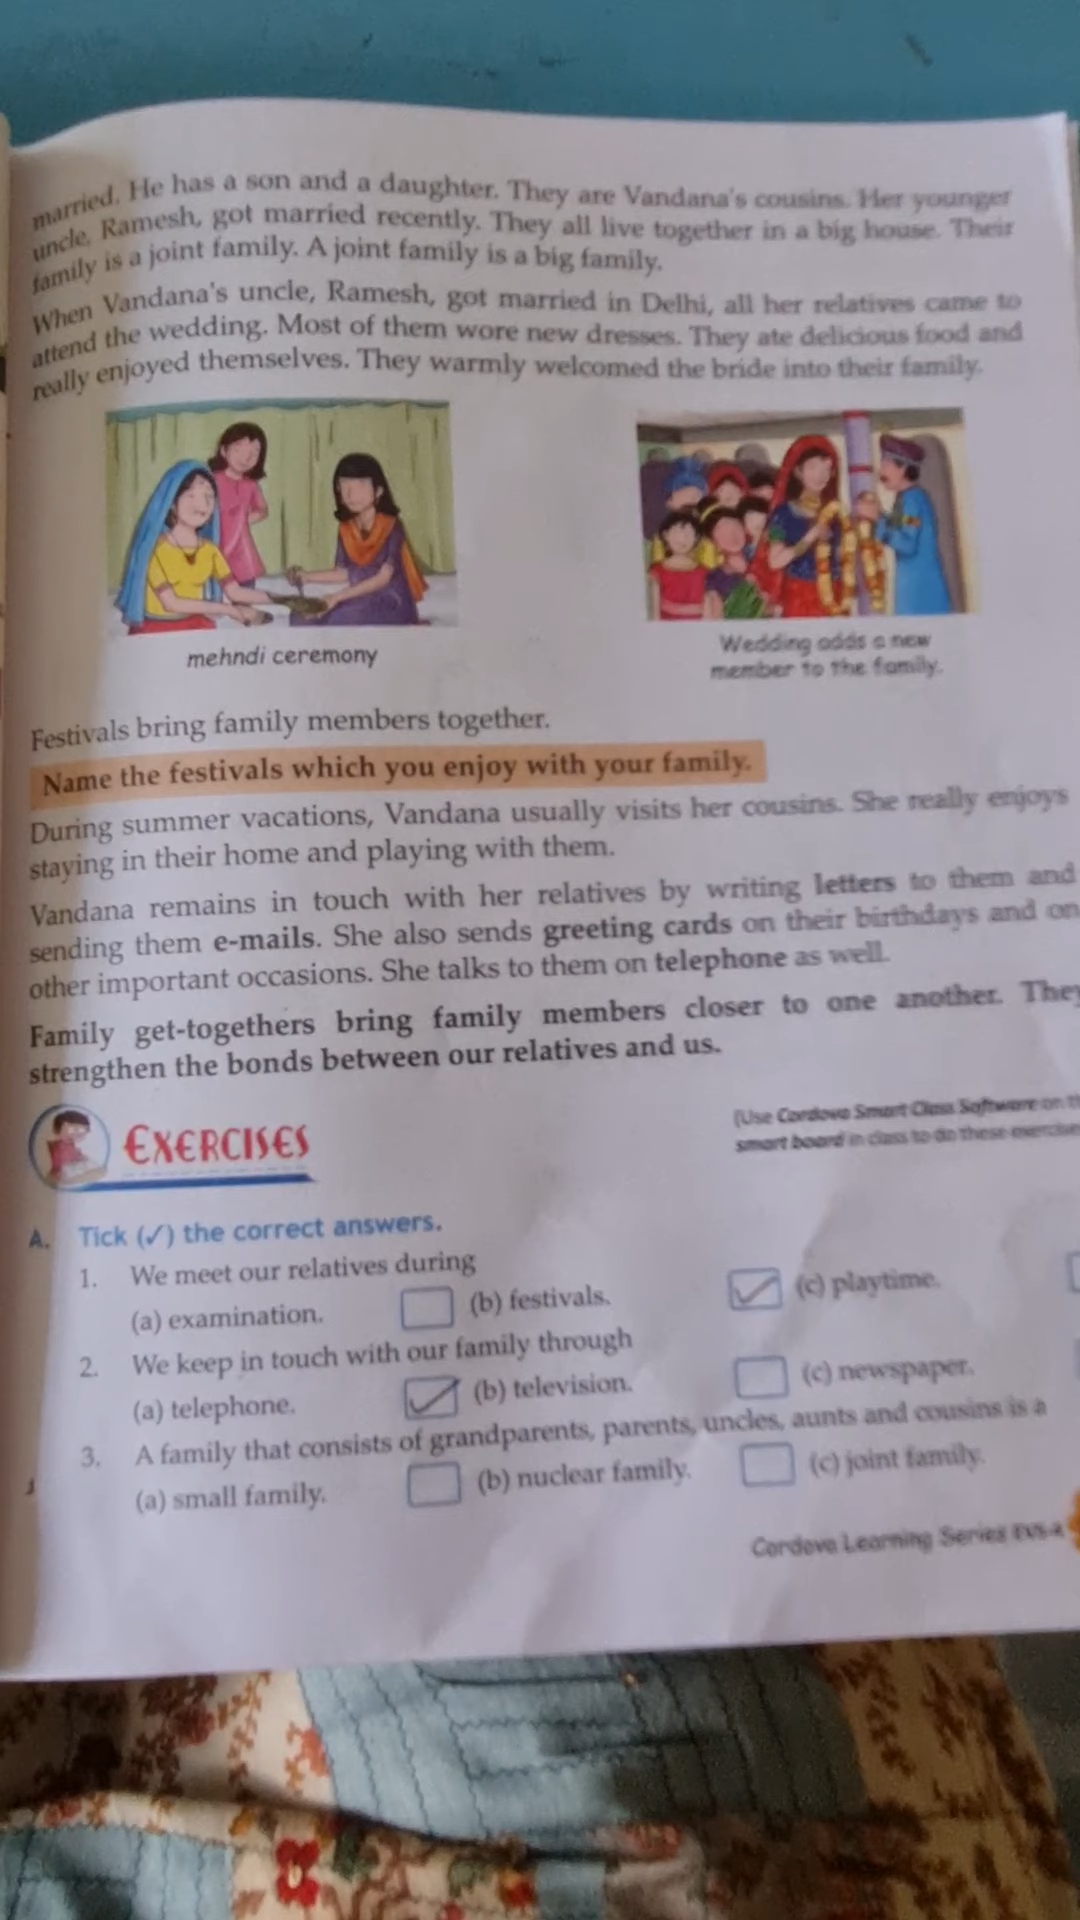 married. He has a son and a daughter. They are Vandana's cousins. Her younger
uncle, Ramesh, got married recently. They all live together in a big house. Their
family is a joint family. A joint family is a big family.
When Vandana's uncle, Ramesh, got married in Delhi, all her relatives came to
attend the wedding. Most of them wore new dresses. They ate delicious food and
really enjoyed themselves. They warmly welcomed the bride into their family.
mehndi ceremony
Wedding adds a new
member to the family.
Festivals bring family members together.
Name the festivals which you enjoy with your family.
During summer vacations, Vandana usually visits her cousins. She really enjoys
staying in their home and playing with them.
Vandana remains in touch with her relatives by writing letters to them and
sending them e-mails. She also sends greeting cards on their birthdays and on
other important occasions. She talks to them on telephone as well.
Family get-togethers bring family members closer to one another. They
strengthen the bonds between our relatives and us.
EXERCISES
(Use Cordova Smart Class Software on
smart board in class to do these
A. Tick (✓) the correct answers.
1. We meet our relatives during
(a) examination. (b) festivals. ✓ (c) playtime.
2. We keep in touch with our family through
(a) telephone. ✓ (b) television. (c) newspaper.
3. A family that consists of grandparents, parents, uncles, aunts and cousins is a
(a) small family. (b) nuclear family. (c) joint family.
Cordova Learning Series